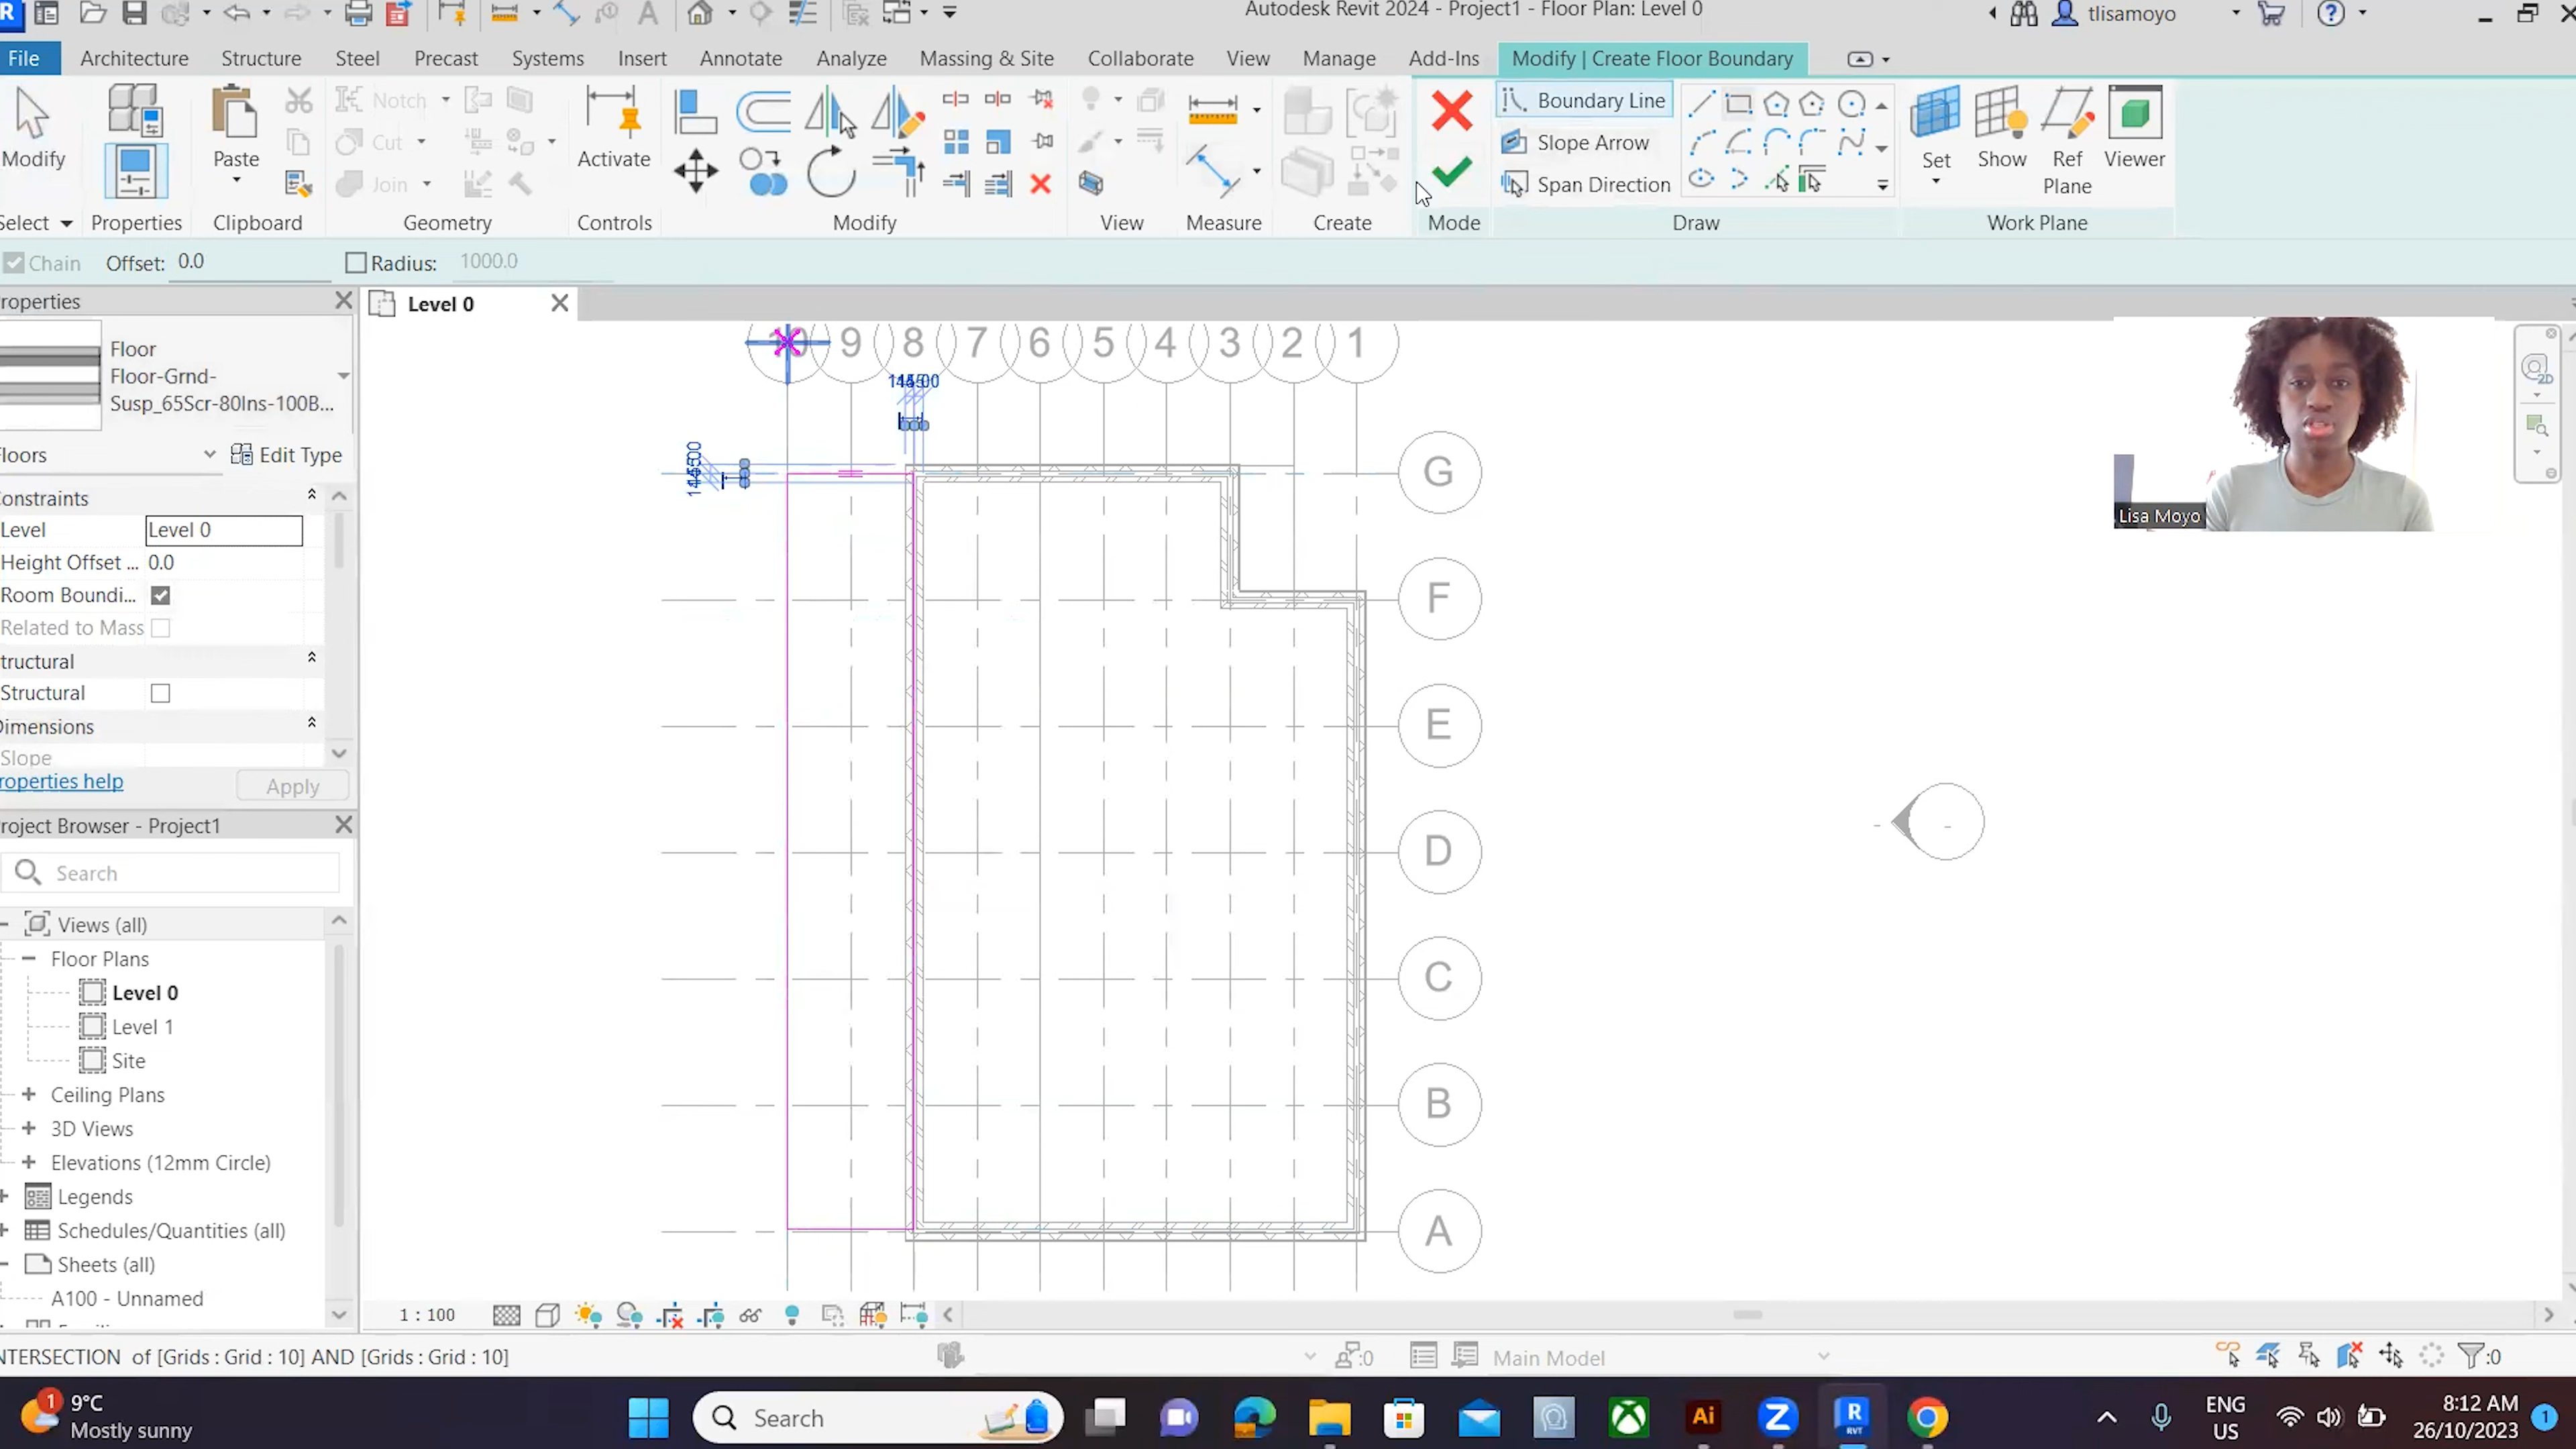 Autodesk Revit 2024 - Project1 - Floor Plan: Level 0
tlisamoyo
File
Architecture
Structure
Steel
Precast
Systems
Insert
Annotate
Analyze
Massing & Site
Collaborate
View
Manage
Add-Ins
Modify | Create Floor Boundary
Modify
Paste
Notch
Cut
Join
Activate
Boundary Line
Slope Arrow
Span Direction
Set
Show
Ref
Plane
Viewer
Select
Properties
Clipboard
Geometry
Controls
Modify
View
Measure
Create
Mode
Draw
Work Plane
Chain
Offset: 0.0
Radius: 1000.0
roperties
Level 0
Floor
Floor-Grnd-
Susp_65Scr-80Ins-100B...
loors
Edit Type
onstraints
Level
Level 0
Height Offset ... 0.0
Room Boundi...
Related to Mass
tructural
Structural
imensions
Slope
roperties help
Apply
roject Browser - Project1
Search
Views (all)
Floor Plans
Level 0
Level 1
Site
Ceiling Plans
3D Views
Elevations (12mm Circle)
Legends
Schedules/Quantities (all)
Sheets (all)
A100 - Unnamed
9 8 7 6 5 4 3 2 1
G
F
E
D
C
B
A
Lisa Moyo
2D
1 : 100
NTERSECTION of [Grids : Grid : 10] AND [Grids : Grid : 10]
:0
Main Model
:0
1
9°C
Mostly sunny
Search
Ai
Z
R
RVT
ENG
US
8:12 AM
26/10/2023
1